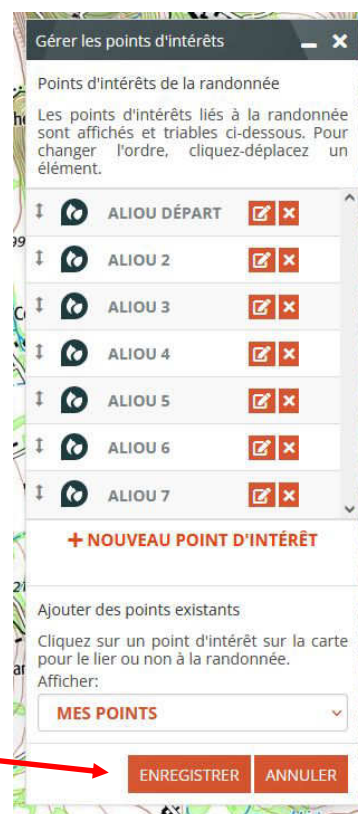 Gérer les points d'intérêts
Points d'intérêts de la randonnée
Les points d'intérêts liés à la randonnée
sont affichés et triables ci-dessous. Pour
changer l'ordre, cliquez-déplacez un
élément.
ALIOU DÉPART
ALIOU 2
ALIOU 3
ALIOU 4
ALIOU 5
ALIOU 6
ALIOU 7
+ NOUVEAU POINT D'INTÉRÊT
Ajouter des points existants
Cliquez sur un point d'intérêt sur la carte
pour le lier ou non à la randonnée.
Afficher:
MES POINTS
ENREGISTRER ANNULER